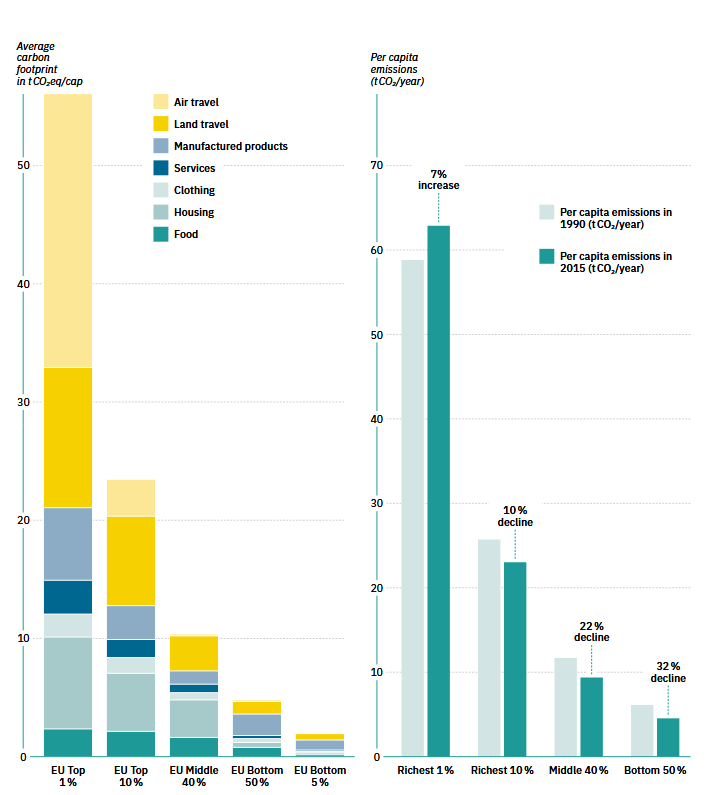 Average
carbon
footprint
in tCO₂eq/cap
50
40
30
20
10
0
Air travel
Land travel
Manufactured products
Services
Clothing
Housing
Food
EU Top
1 %
EU Top
10 %
EU Middle
40 %
EU Bottom
50 %
EU Bottom
5 %
Per capita
emissions
(tCO₂/year)
70
60
50
40
30
20
10
0
7%
increase
10 %
decline
22 %
decline
32 %
decline
Per capita emissions in
1990 (tCO₂/year)
Per capita emissions in
2015 (tCO₂/year)
Richest 1 %
Richest 10 %
Middle 40 %
Bottom 50 %